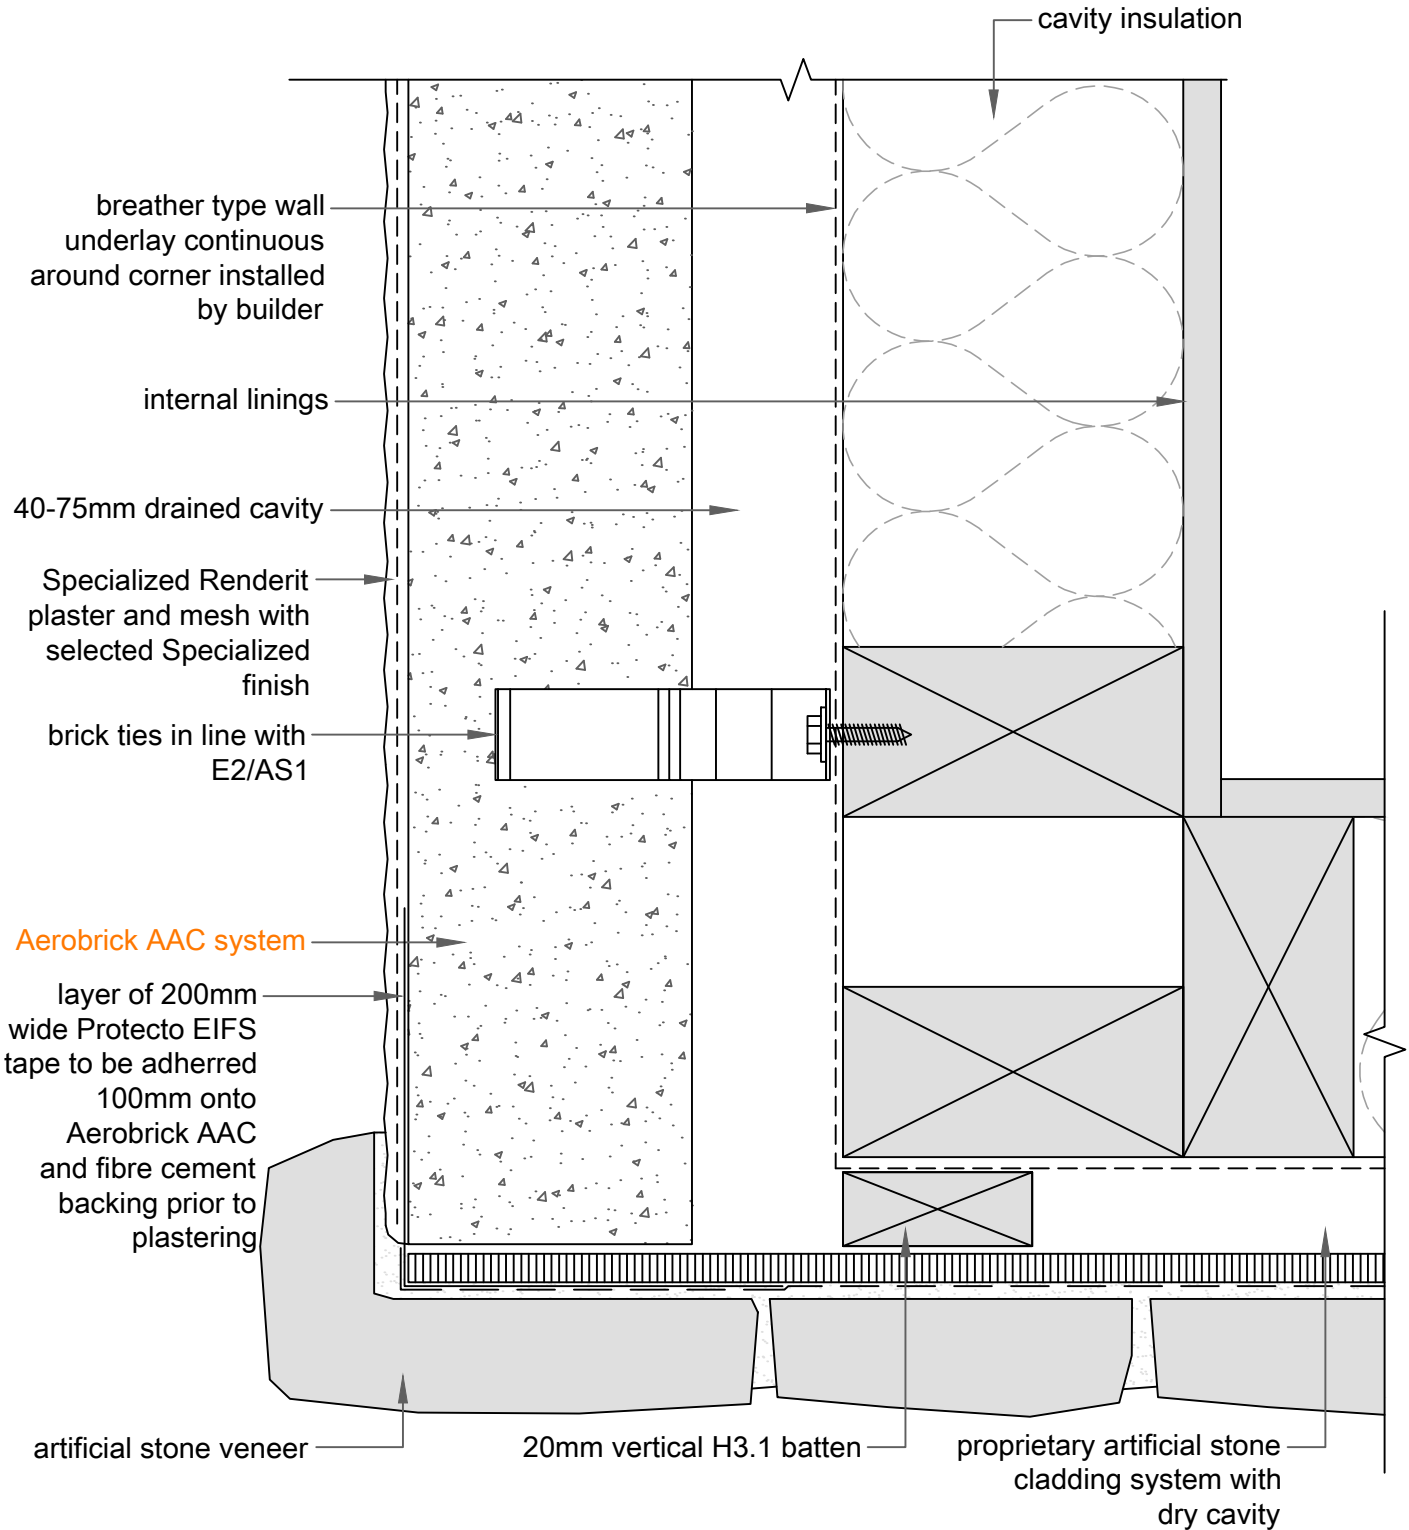 cavity insulation
breather type wall
underlay continuous
around corner installed
by builder
internal linings
40-75mm drained cavity
Specialized Renderit
plaster and mesh with
selected Specialized
finish
brick ties in line with
E2/AS1
Aerobrick AAC system
layer of 200mm
wide Protecto EIFS
tape to be adherred
100mm onto
Aerobrick AAC
and fibre cement
backing prior to
plastering
artificial stone veneer
20mm vertical H3.1 batten
proprietary artificial stone
cladding system with
dry cavity